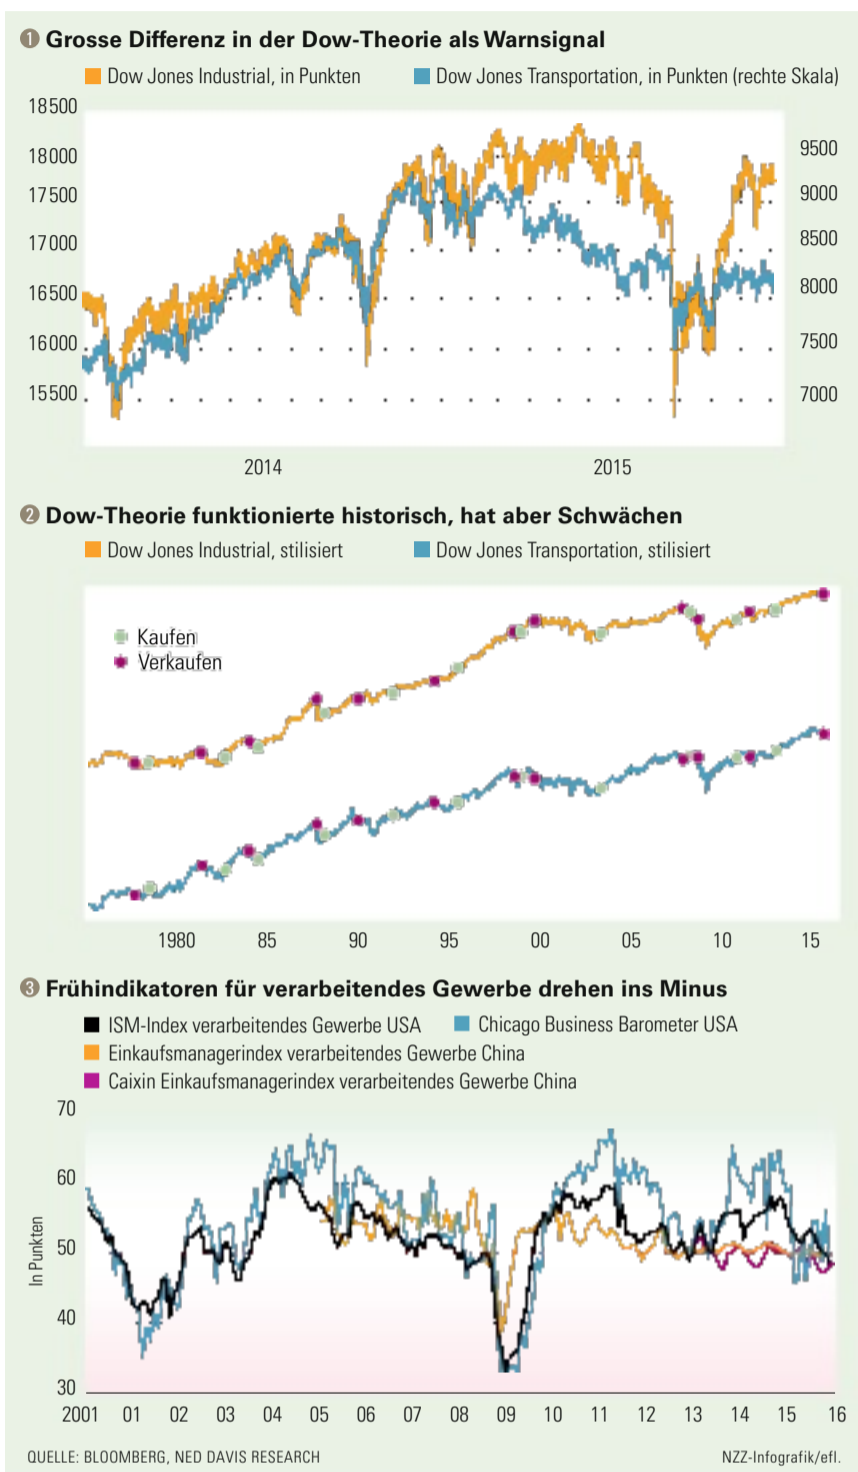 1 Grosse Differenz in der Dow-Theorie als Warnsignal
Dow Jones Industrial, in Punkten Dow Jones Transportation, in Punkten (rechte Skala)
18500
18000 9500
17500 9000
17000 8500
16500 8000
16000 7500
15500 7000
2014 2015
2 Dow-Theorie funktionierte historisch, hat aber Schwächen
Dow Jones Industrial, stilisiert Dow Jones Transportation, stilisiert
Kaufen
Verkaufen
1980 85 90 95 00 05 10 15
3 Frühindikatoren für verarbeitendes Gewerbe drehen ins Minus
ISM-Index verarbeitendes Gewerbe USA Chicago Business Barometer USA
Einkaufsmanagerindex verarbeitendes Gewerbe China
Caixin Einkaufsmanagerindex verarbeitendes Gewerbe China
70
60
50
40
30
In Punkten
2001 01 02 03 04 05 06 07 08 09 10 11 12 13 14 15 16
QUELLE: BLOOMBERG, NED DAVIS RESEARCH NZZ-Infografik/efl.